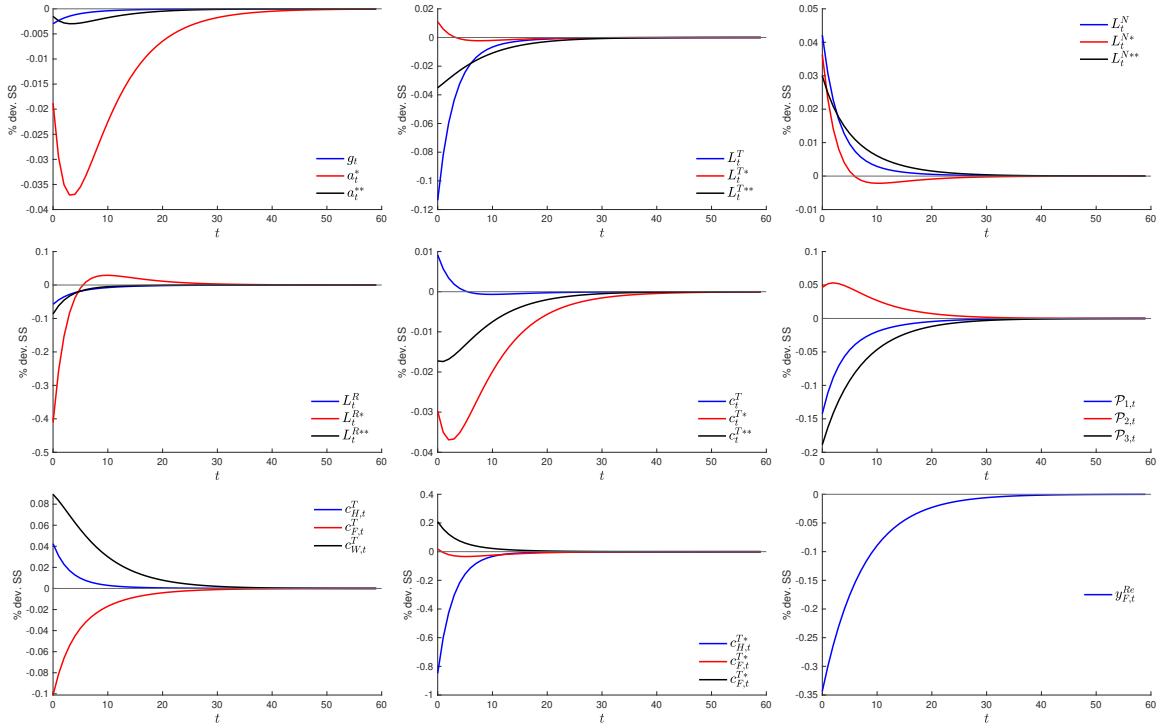 % dev. SS
0
-0.005
-0.01
-0.015
-0.02
-0.025
-0.03
-0.035
-0.04
0 10 20 30 40 50 60
t
g_t
a_t^*
a_t^{**}
% dev. SS
0.02
0
-0.02
-0.04
-0.06
-0.08
-0.1
-0.12
0 10 20 30 40 50 60
t
L_t^T
L_t^{T*}
L_t^{T**}
% dev. SS
0.05
0.04
0.03
0.02
0.01
0
-0.01
0 10 20 30 40 50 60
t
L_t^N
L_t^{N*}
L_t^{N**}
% dev. SS
0.1
0
-0.1
-0.2
-0.3
-0.4
-0.5
0 10 20 30 40 50 60
t
L_t^R
L_t^{R*}
L_t^{R**}
% dev. SS
0.01
0
-0.01
-0.02
-0.03
-0.04
0 10 20 30 40 50 60
t
c_t^T
c_t^{T*}
c_t^{T**}
% dev. SS
0.1
0.05
0
-0.05
-0.1
-0.15
-0.2
0 10 20 30 40 50 60
t
𝒫_{1,t}
𝒫_{2,t}
𝒫_{3,t}
% dev. SS
0.08
0.06
0.04
0.02
0
-0.02
-0.04
-0.06
-0.08
-0.1
0 10 20 30 40 50 60
t
c_{H,t}^T
c_{F,t}^T
c_{W,t}^T
% dev. SS
0.4
0.2
0
-0.2
-0.4
-0.6
-0.8
-1
0 10 20 30 40 50 60
t
c_{H,t}^{T*}
c_{F,t}^{T*}
c_{F,t}^{T*}
% dev. SS
0
-0.05
-0.1
-0.15
-0.2
-0.25
-0.3
-0.35
0 10 20 30 40 50 60
t
y_{F,t}^{Re}